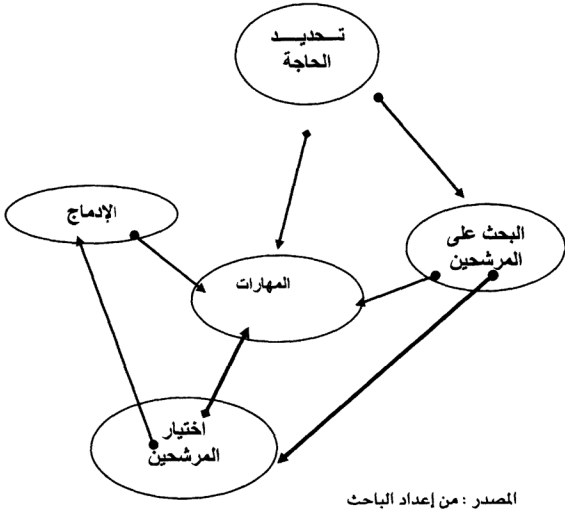 تحديد
الحاجة
الإدماج
البحث على
المرشحين
المهارات
اختيار
المرشحين
المصدر : من إعداد الباحث